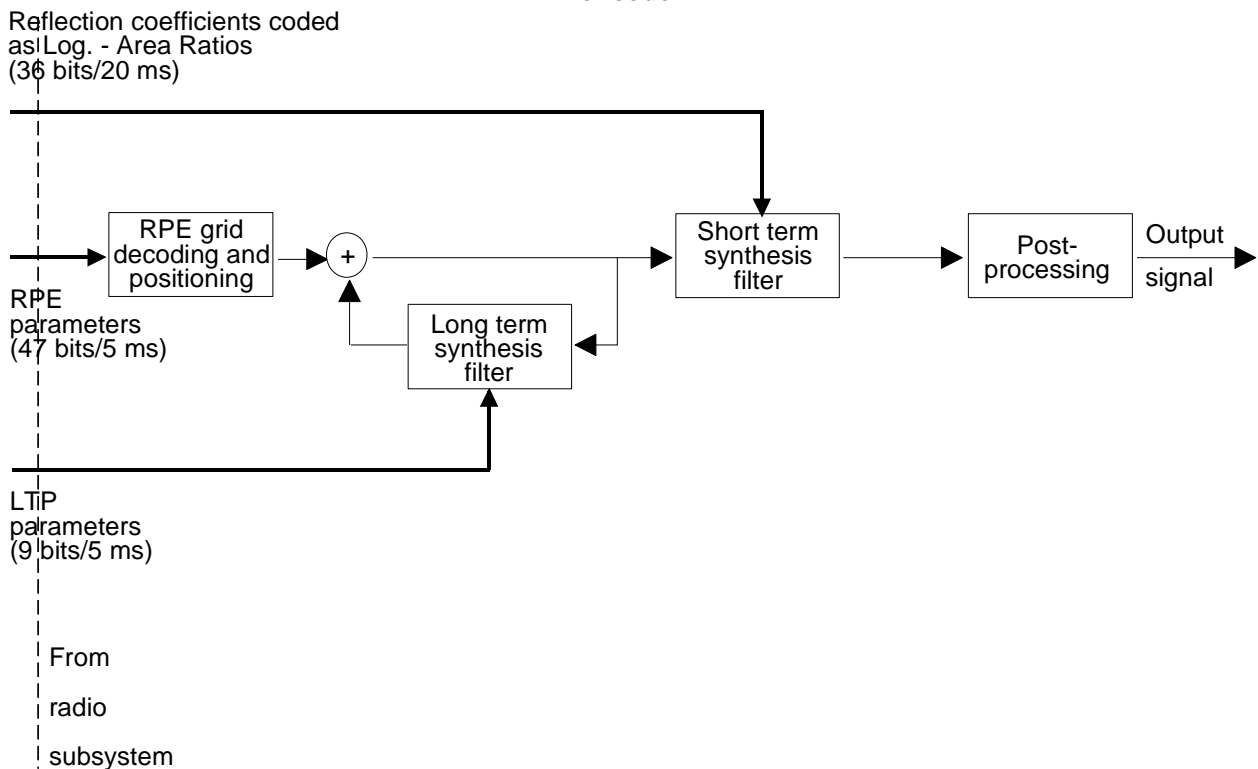 Reflection coefficients coded
as Log. - Area Ratios
(36 bits/20 ms)
RPE grid
decoding and
positioning
+
Short term
synthesis
filter
Post-
processing
Output
signal
RPE
parameters
(47 bits/5 ms)
Long term
synthesis
filter
LTP
parameters
(9 bits/5 ms)
From
radio
subsystem